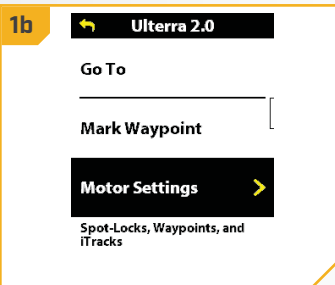 1b
Ulterra 2.0
Go To
Mark Waypoint
Motor Settings
Spot-Locks, Waypoints, and
iTracks